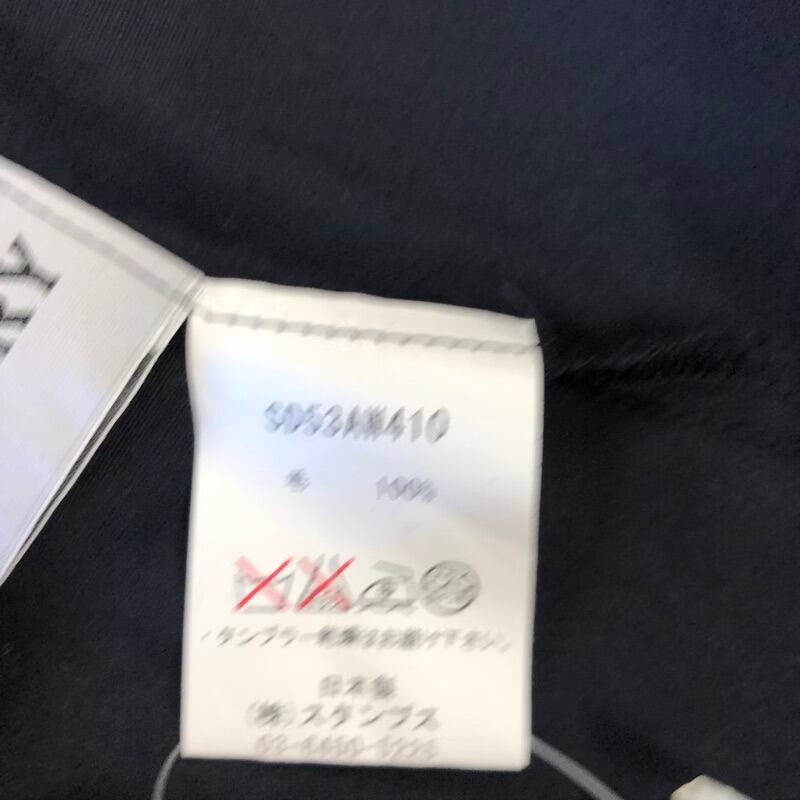 RY
SD53AW410
毛 100%
・タンブラー乾燥はお避け下さい。
日本製
(株)スタンプス